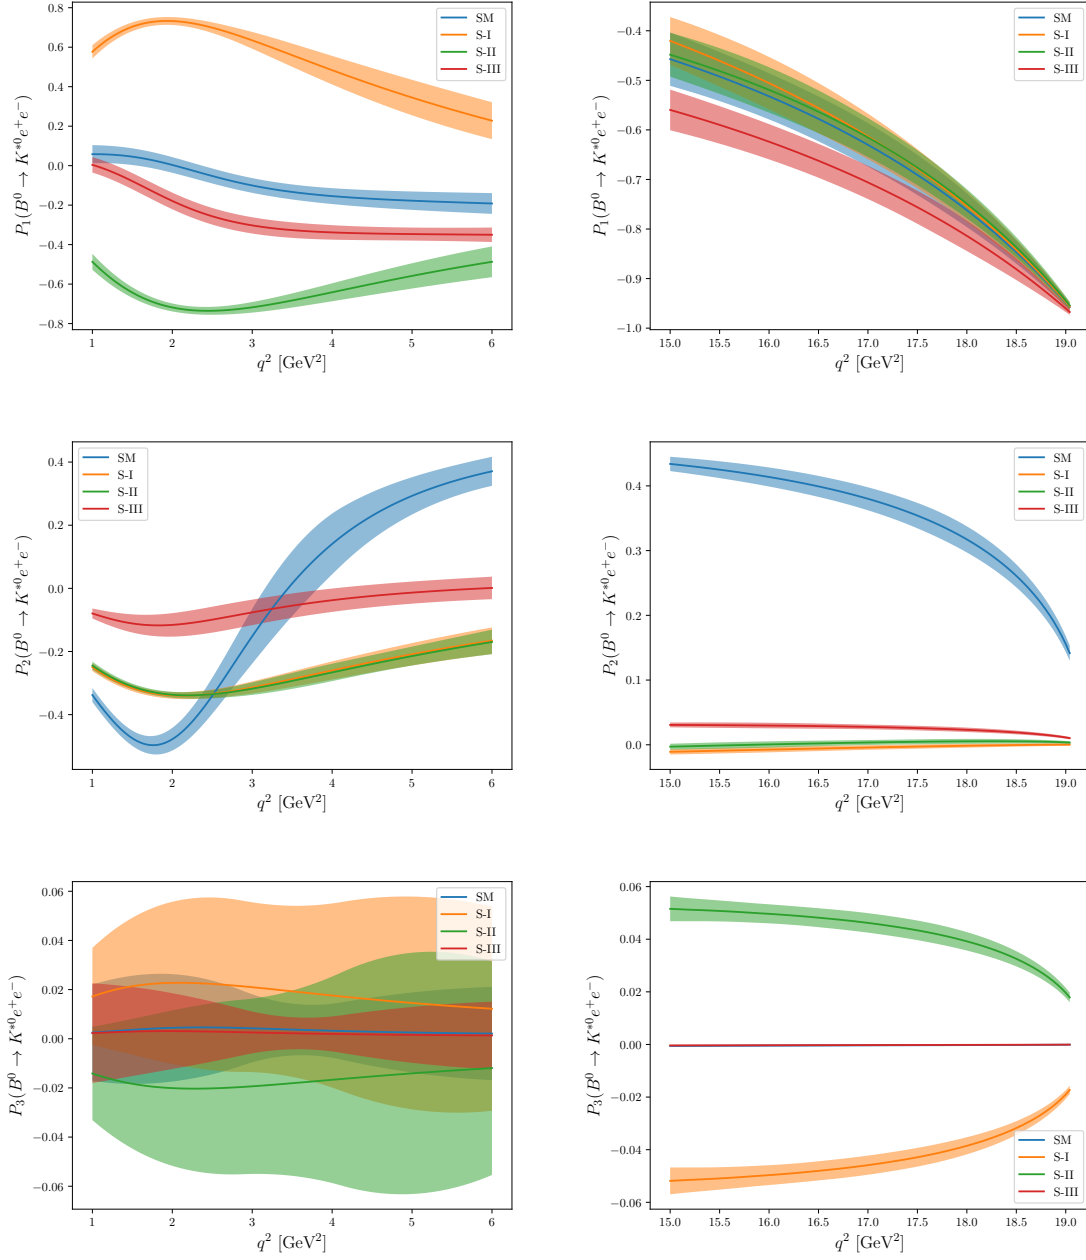 P₁(B⁰ → K*⁰e⁺e⁻)
0.8
0.6
0.4
0.2
0.0
−0.2
−0.4
−0.6
−0.8
SM
S-I
S-II
S-III
1 2 3 4 5 6
q² [GeV²]
P₁(B⁰ → K*⁰e⁺e⁻)
−0.4
−0.5
−0.6
−0.7
−0.8
−0.9
−1.0
SM
S-I
S-II
S-III
15.0 15.5 16.0 16.5 17.0 17.5 18.0 18.5 19.0
q² [GeV²]
P₂(B⁰ → K*⁰e⁺e⁻)
0.4
0.2
0.0
−0.2
−0.4
SM
S-I
S-II
S-III
1 2 3 4 5 6
q² [GeV²]
P₂(B⁰ → K*⁰e⁺e⁻)
0.4
0.3
0.2
0.1
0.0
SM
S-I
S-II
S-III
15.0 15.5 16.0 16.5 17.0 17.5 18.0 18.5 19.0
q² [GeV²]
P₃(B⁰ → K*⁰e⁺e⁻)
0.06
0.04
0.02
0.00
−0.02
−0.04
−0.06
SM
S-I
S-II
S-III
1 2 3 4 5 6
q² [GeV²]
P₃(B⁰ → K*⁰e⁺e⁻)
0.06
0.04
0.02
0.00
−0.02
−0.04
−0.06
SM
S-I
S-II
S-III
15.0 15.5 16.0 16.5 17.0 17.5 18.0 18.5 19.0
q² [GeV²]